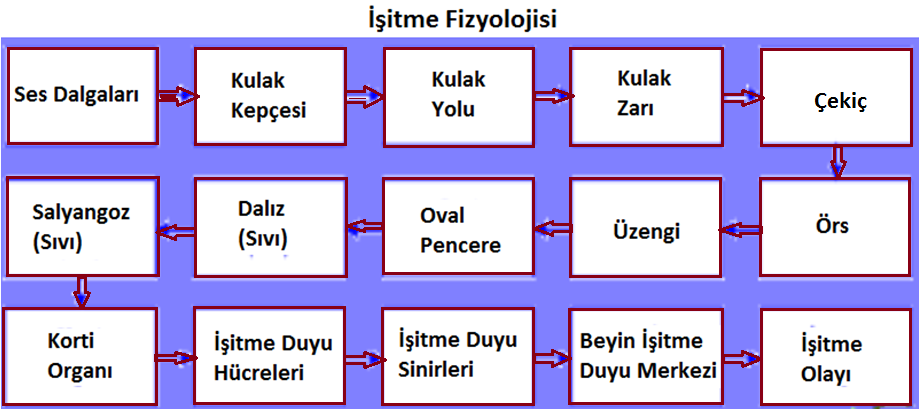 İşitme Fizyolojisi
Ses Dalgaları
Kulak
Kepçesi
Kulak
Yolu
Kulak
Zarı
Çekiç
Örs
Üzengi
Oval
Pencere
Dalız
(Sıvı)
Salyangoz
(Sıvı)
Korti
Organı
İşitme Duyu
Hücreleri
İşitme Duyu
Sinirleri
Beyin İşitme
Duyu Merkezi
İşitme
Olayı